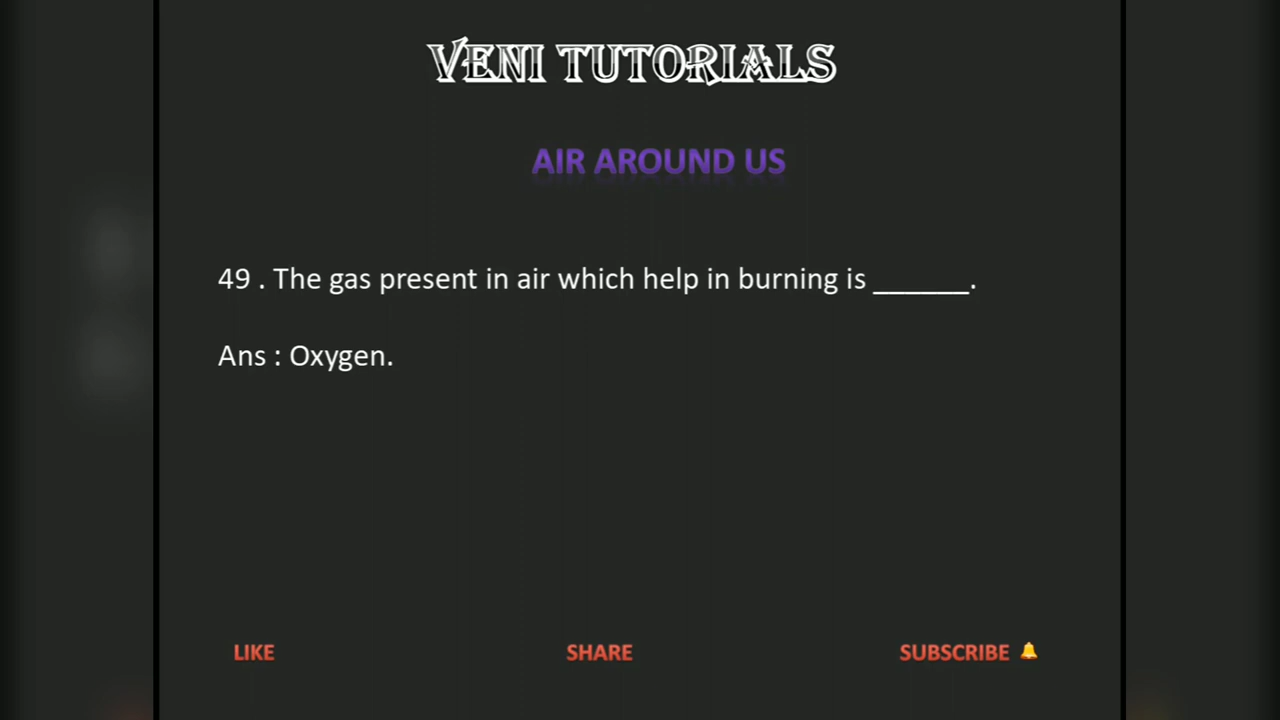 VENI TUTORIALS
AIR AROUND US
49 . The gas present in air which help in burning is ______.
Ans : Oxygen.
LIKE SHARE SUBSCRIBE 🔔